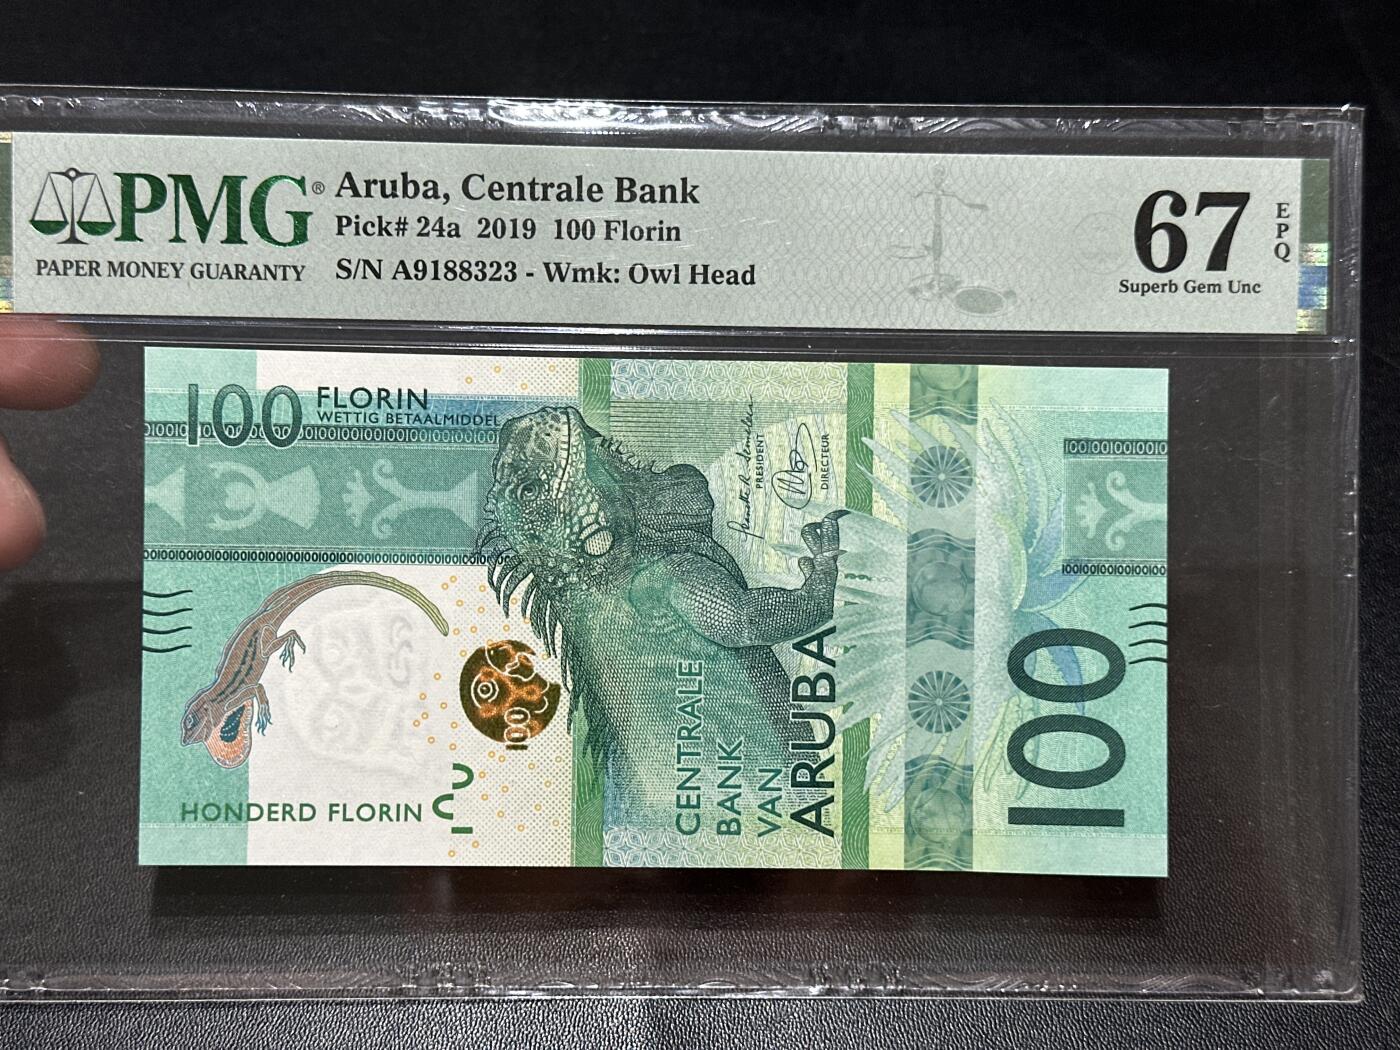 PMG®
PAPER MONEY GUARANTY
Aruba, Centrale Bank
Pick# 24a 2019 100 Florin
S/N A9188323 - Wmk: Owl Head
67
EPQ
Superb Gem Unc
100 FLORIN
WETTIG BETAALMIDDEL
PRESIDENT
DIRECTEUR
100
HONDERD FLORIN
CENTRALE
BANK
VAN
ARUBA
100